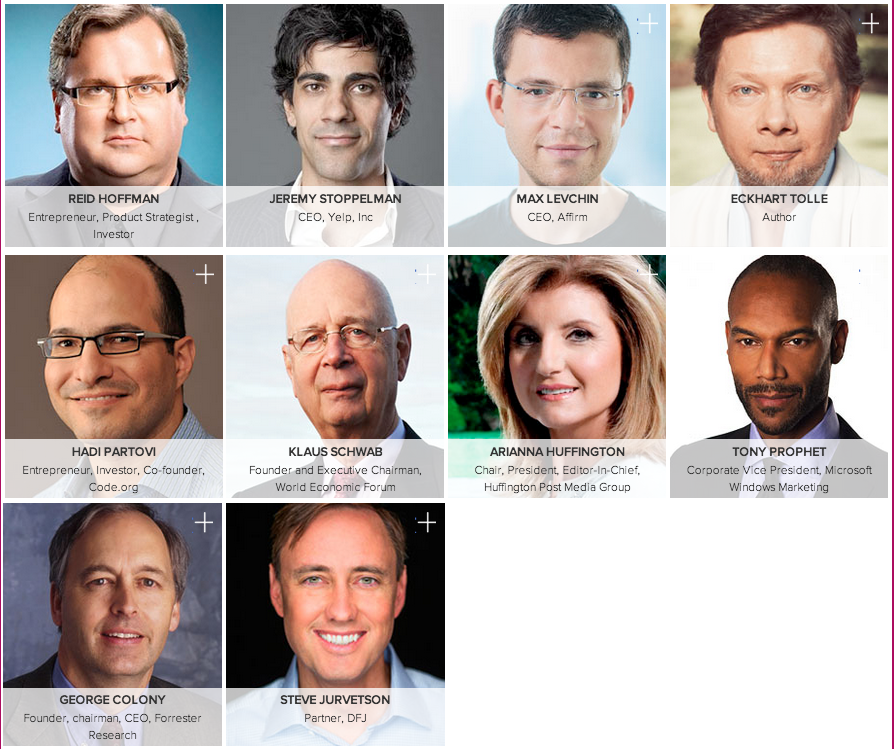 REID HOFFMAN
Entrepreneur, Product Strategist ,
Investor
JEREMY STOPPELMAN
CEO, Yelp, Inc
MAX LEVCHIN
CEO, Affirm
ECKHART TOLLE
Author
HADI PARTOVI
Entrepreneur, Investor, Co-founder,
Code.org
KLAUS SCHWAB
Founder and Executive Chairman,
World Economic Forum
ARIANNA HUFFINGTON
Chair, President, Editor-In-Chief,
Huffington Post Media Group
TONY PROPHET
Corporate Vice President, Microsoft
Windows Marketing
GEORGE COLONY
Founder, chairman, CEO, Forrester
Research
STEVE JURVETSON
Partner, DFJ